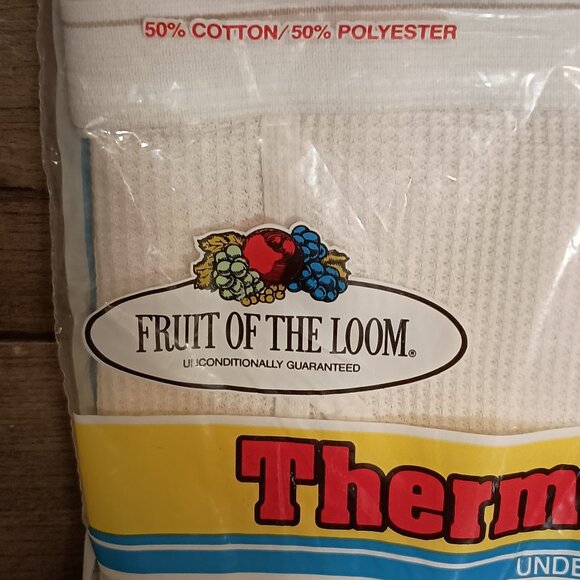 50% COTTON/50% POLYESTER
FRUIT OF THE LOOM®
UNCONDITIONALLY GUARANTEED
Therm
UNDE